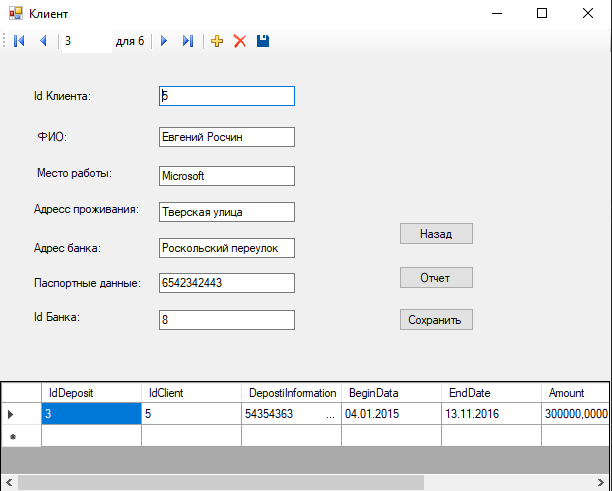 Клиент
3 для 6
Id Клиента: 5
ФИО: Евгений Росчин
Место работы: Microsoft
Адресс проживания: Тверская улица
Назад
Адрес банка: Роскольский переулок
Паспортные данные: 6542342443
Отчет
Id Банка: 8
Сохранить
IdDeposit IdClient DepostiInformation BeginData EndDate Amount
3 5 54354363 ... 04.01.2015 13.11.2016 300000,0000